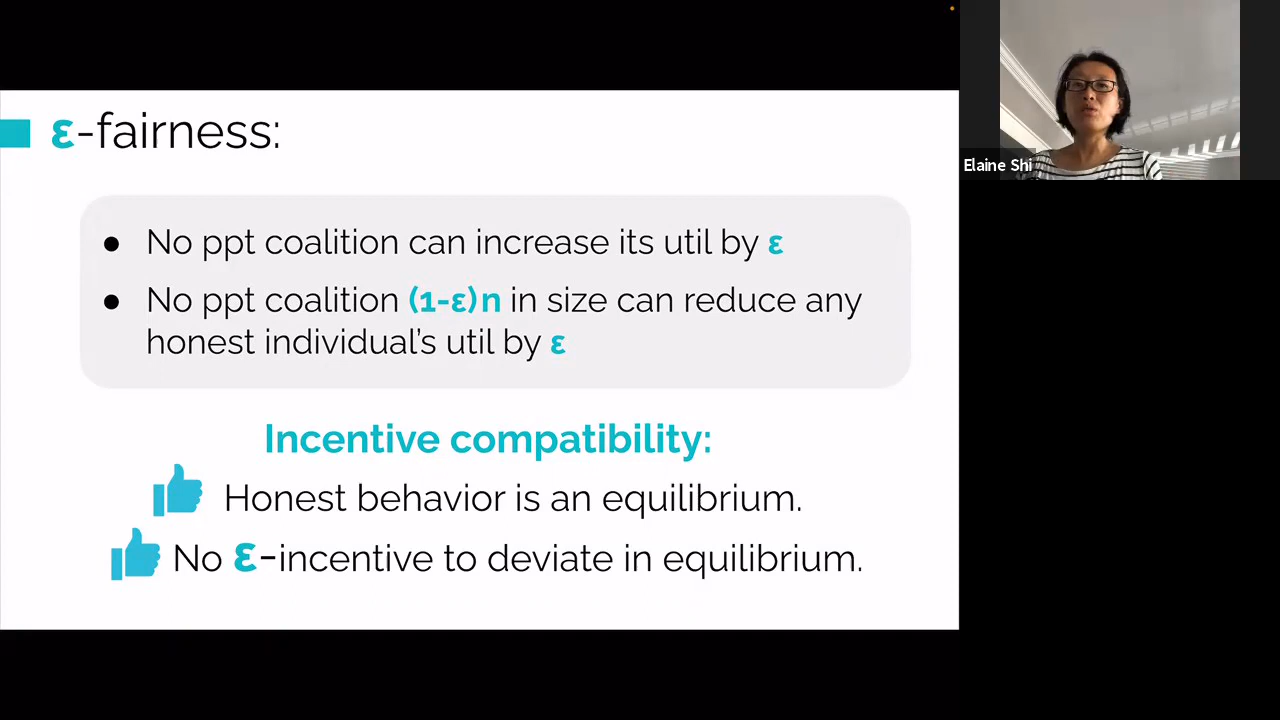 ε-fairness:
● No ppt coalition can increase its util by ε
● No ppt coalition (1-ε)n in size can reduce any
honest individual's util by ε
Incentive compatibility:
Honest behavior is an equilibrium.
No ε-incentive to deviate in equilibrium.
Elaine Shi